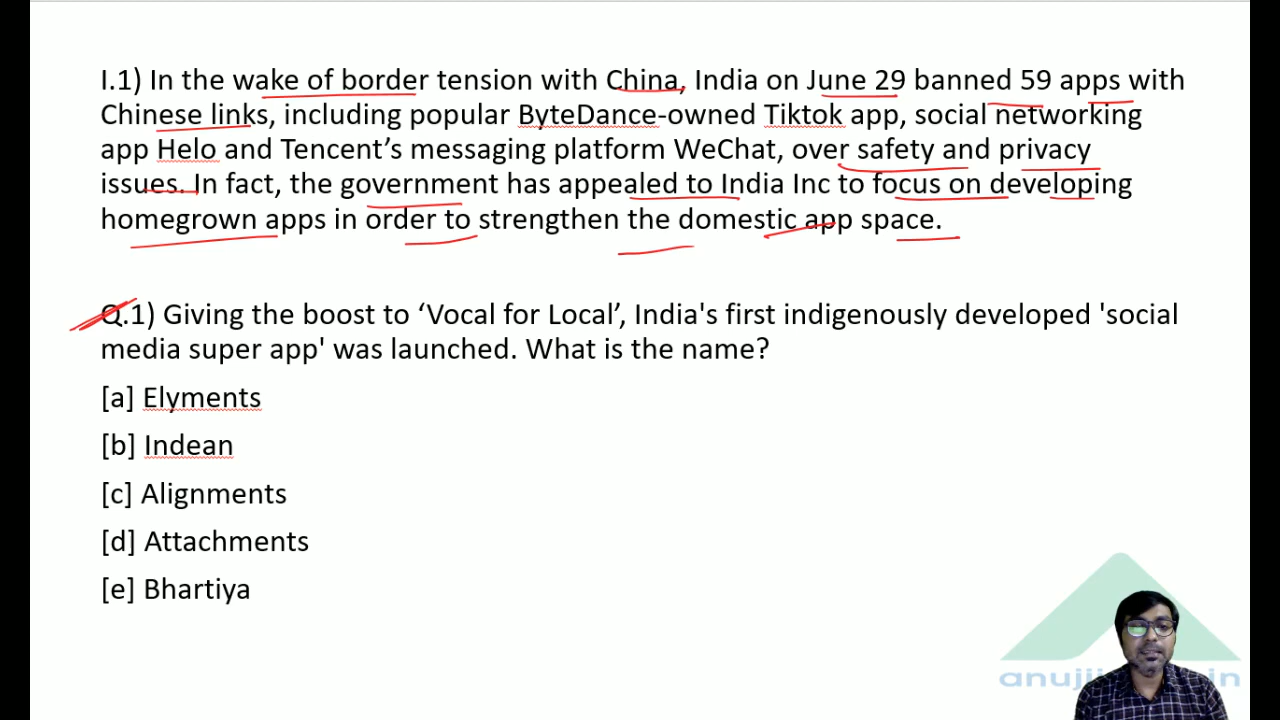 I.1) In the wake of border tension with China, India on June 29 banned 59 apps with
Chinese links, including popular ByteDance-owned Tiktok app, social networking
app Helo and Tencent’s messaging platform WeChat, over safety and privacy
issues. In fact, the government has appealed to India Inc to focus on developing
homegrown apps in order to strengthen the domestic app space.
Q.1) Giving the boost to ‘Vocal for Local’, India's first indigenously developed 'social
media super app' was launched. What is the name?
[a] Elyments
[b] Indean
[c] Alignments
[d] Attachments
[e] Bhartiya